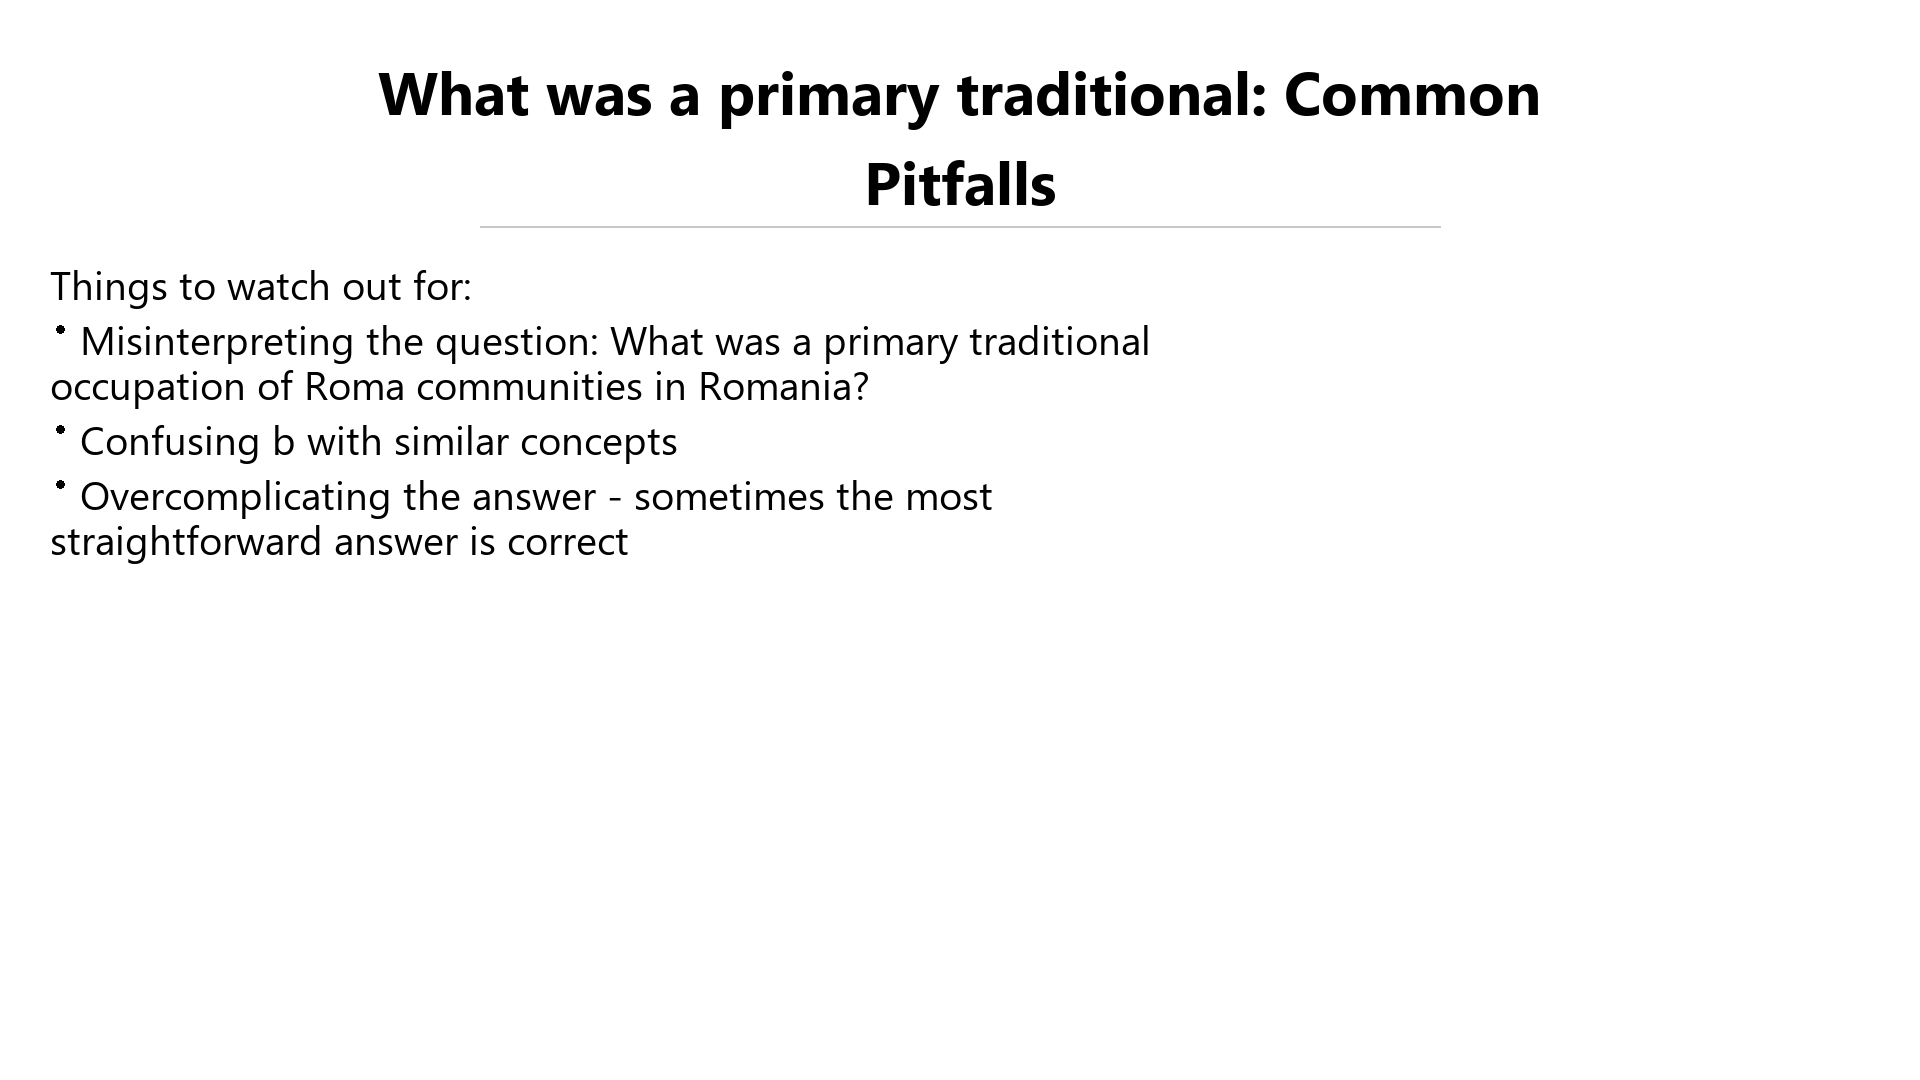 What was a primary traditional: Common
Pitfalls
Things to watch out for:
• Misinterpreting the question: What was a primary traditional
occupation of Roma communities in Romania?
• Confusing b with similar concepts
• Overcomplicating the answer - sometimes the most
straightforward answer is correct